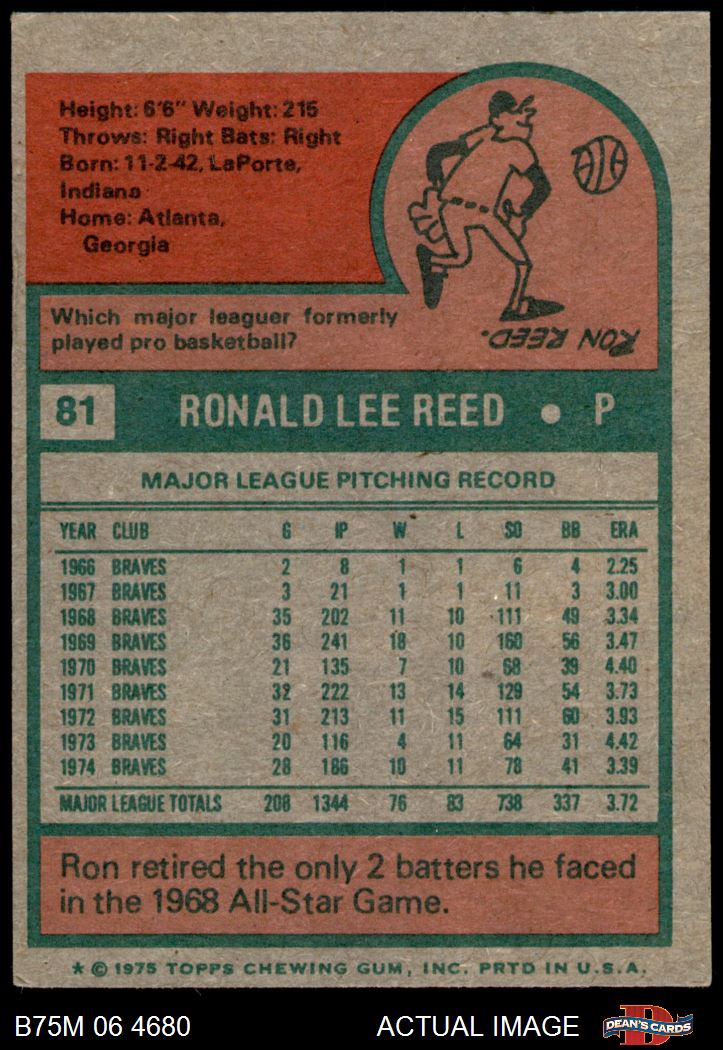 Height: 6'6" Weight: 215
Throws: Right Bats: Right
Born: 11-2-42, LaPorte,
Indiana
Home: Atlanta,
Georgia
Which major leaguer formerly
played pro basketball?
RON REED.
81 RONALD LEE REED • P
MAJOR LEAGUE PITCHING RECORD
YEAR CLUB G IP W L SO BB ERA
1966 BRAVES 2 8 1 1 6 4 2.25
1967 BRAVES 3 21 1 1 11 3 3.00
1968 BRAVES 35 202 11 10 111 49 3.34
1969 BRAVES 36 241 18 10 160 56 3.47
1970 BRAVES 21 135 7 10 68 39 4.40
1971 BRAVES 32 222 13 14 129 54 3.73
1972 BRAVES 31 213 11 15 111 60 3.93
1973 BRAVES 20 116 4 11 64 31 4.42
1974 BRAVES 28 186 10 11 78 41 3.39
MAJOR LEAGUE TOTALS 208 1344 76 83 738 337 3.72
Ron retired the only 2 batters he faced
in the 1968 All-Star Game.
* © 1975 TOPPS CHEWING GUM, INC. PRTD IN U.S.A.
B75M 06 4680 ACTUAL IMAGE D DEAN'S CARDS